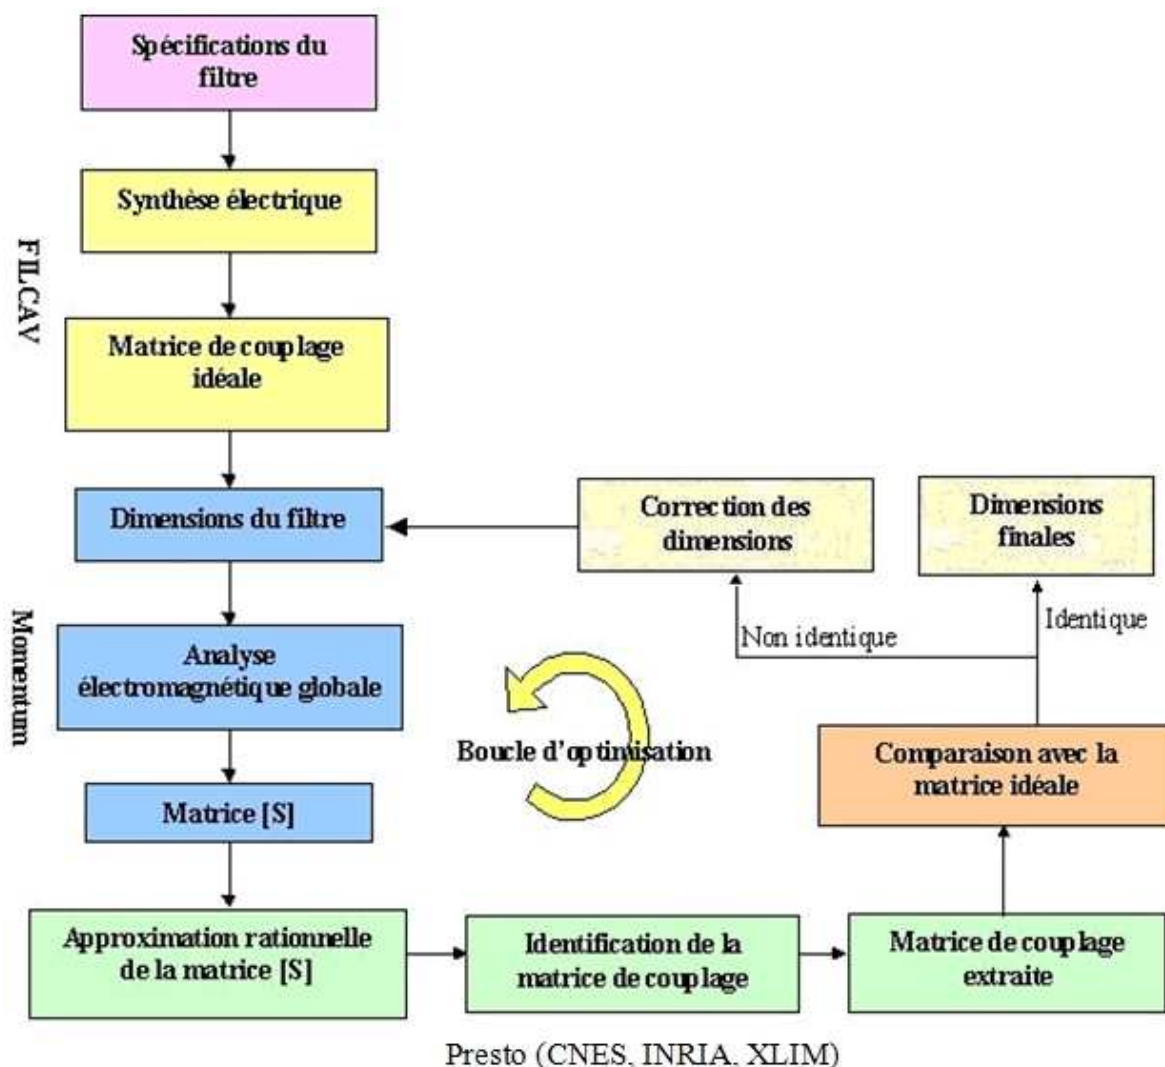 Spécifications du
filtre
Synthèse électrique
FILCAV
Matrice de couplage
idéale
Dimensions du filtre
Correction des
dimensions
Dimensions
finales
Non identique
Identique
Momentum
Analyse
électromagnétique globale
Boucle d'optimisation
Comparaison avec la
matrice idéale
Matrice [S]
Approximation rationnelle
de la matrice [S]
Identification de la
matrice de couplage
Matrice de couplage
extraite
Presto (CNES, INRIA, XLIM)